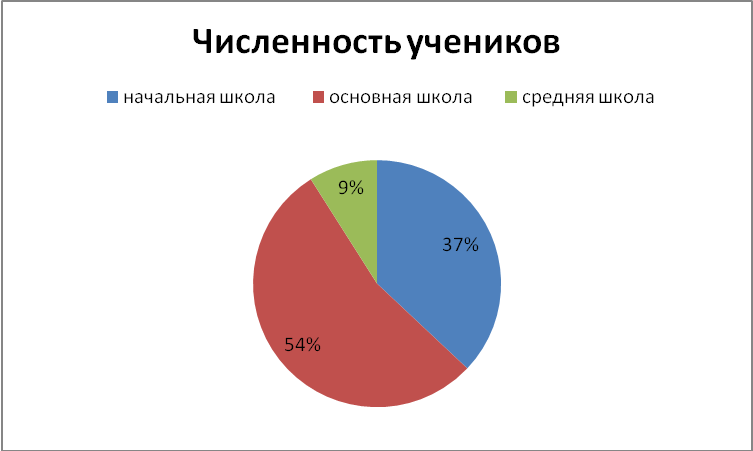 Численность учеников
начальная школа основная школа средняя школа
9%
37%
54%